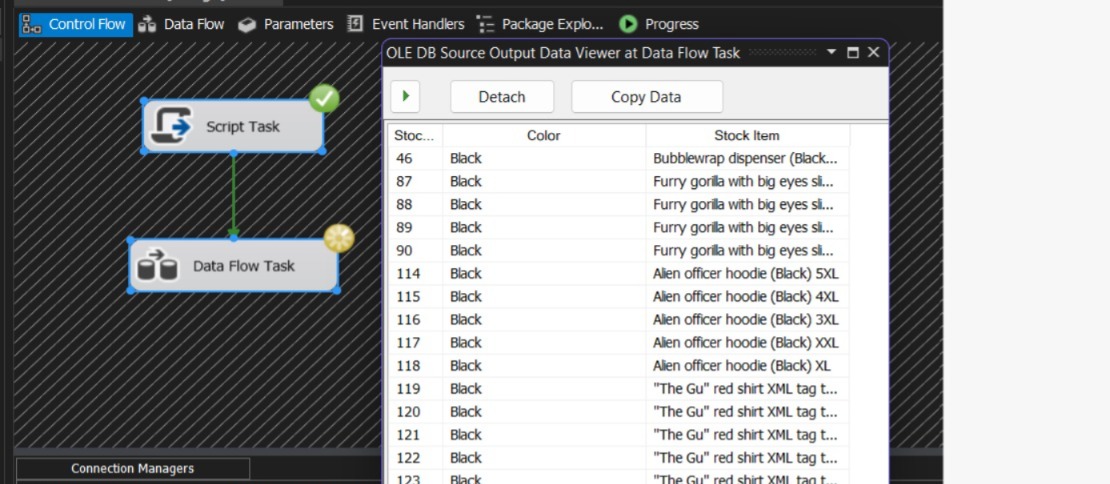 Control Flow Data Flow Parameters Event Handlers Package Explo... Progress
OLE DB Source Output Data Viewer at Data Flow Task
Detach Copy Data
Script Task
Data Flow Task
Stoc... Color Stock Item
46 Black Bubblewrap dispenser (Black...
87 Black Furry gorilla with big eyes sli...
88 Black Furry gorilla with big eyes sli...
89 Black Furry gorilla with big eyes sli...
90 Black Furry gorilla with big eyes sli...
114 Black Alien officer hoodie (Black) 5XL
115 Black Alien officer hoodie (Black) 4XL
116 Black Alien officer hoodie (Black) 3XL
117 Black Alien officer hoodie (Black) XXL
118 Black Alien officer hoodie (Black) XL
119 Black "The Gu" red shirt XML tag t...
120 Black "The Gu" red shirt XML tag t...
121 Black "The Gu" red shirt XML tag t...
122 Black "The Gu" red shirt XML tag t...
123 Black "The Gu" red shirt XML tag t...
Connection Managers